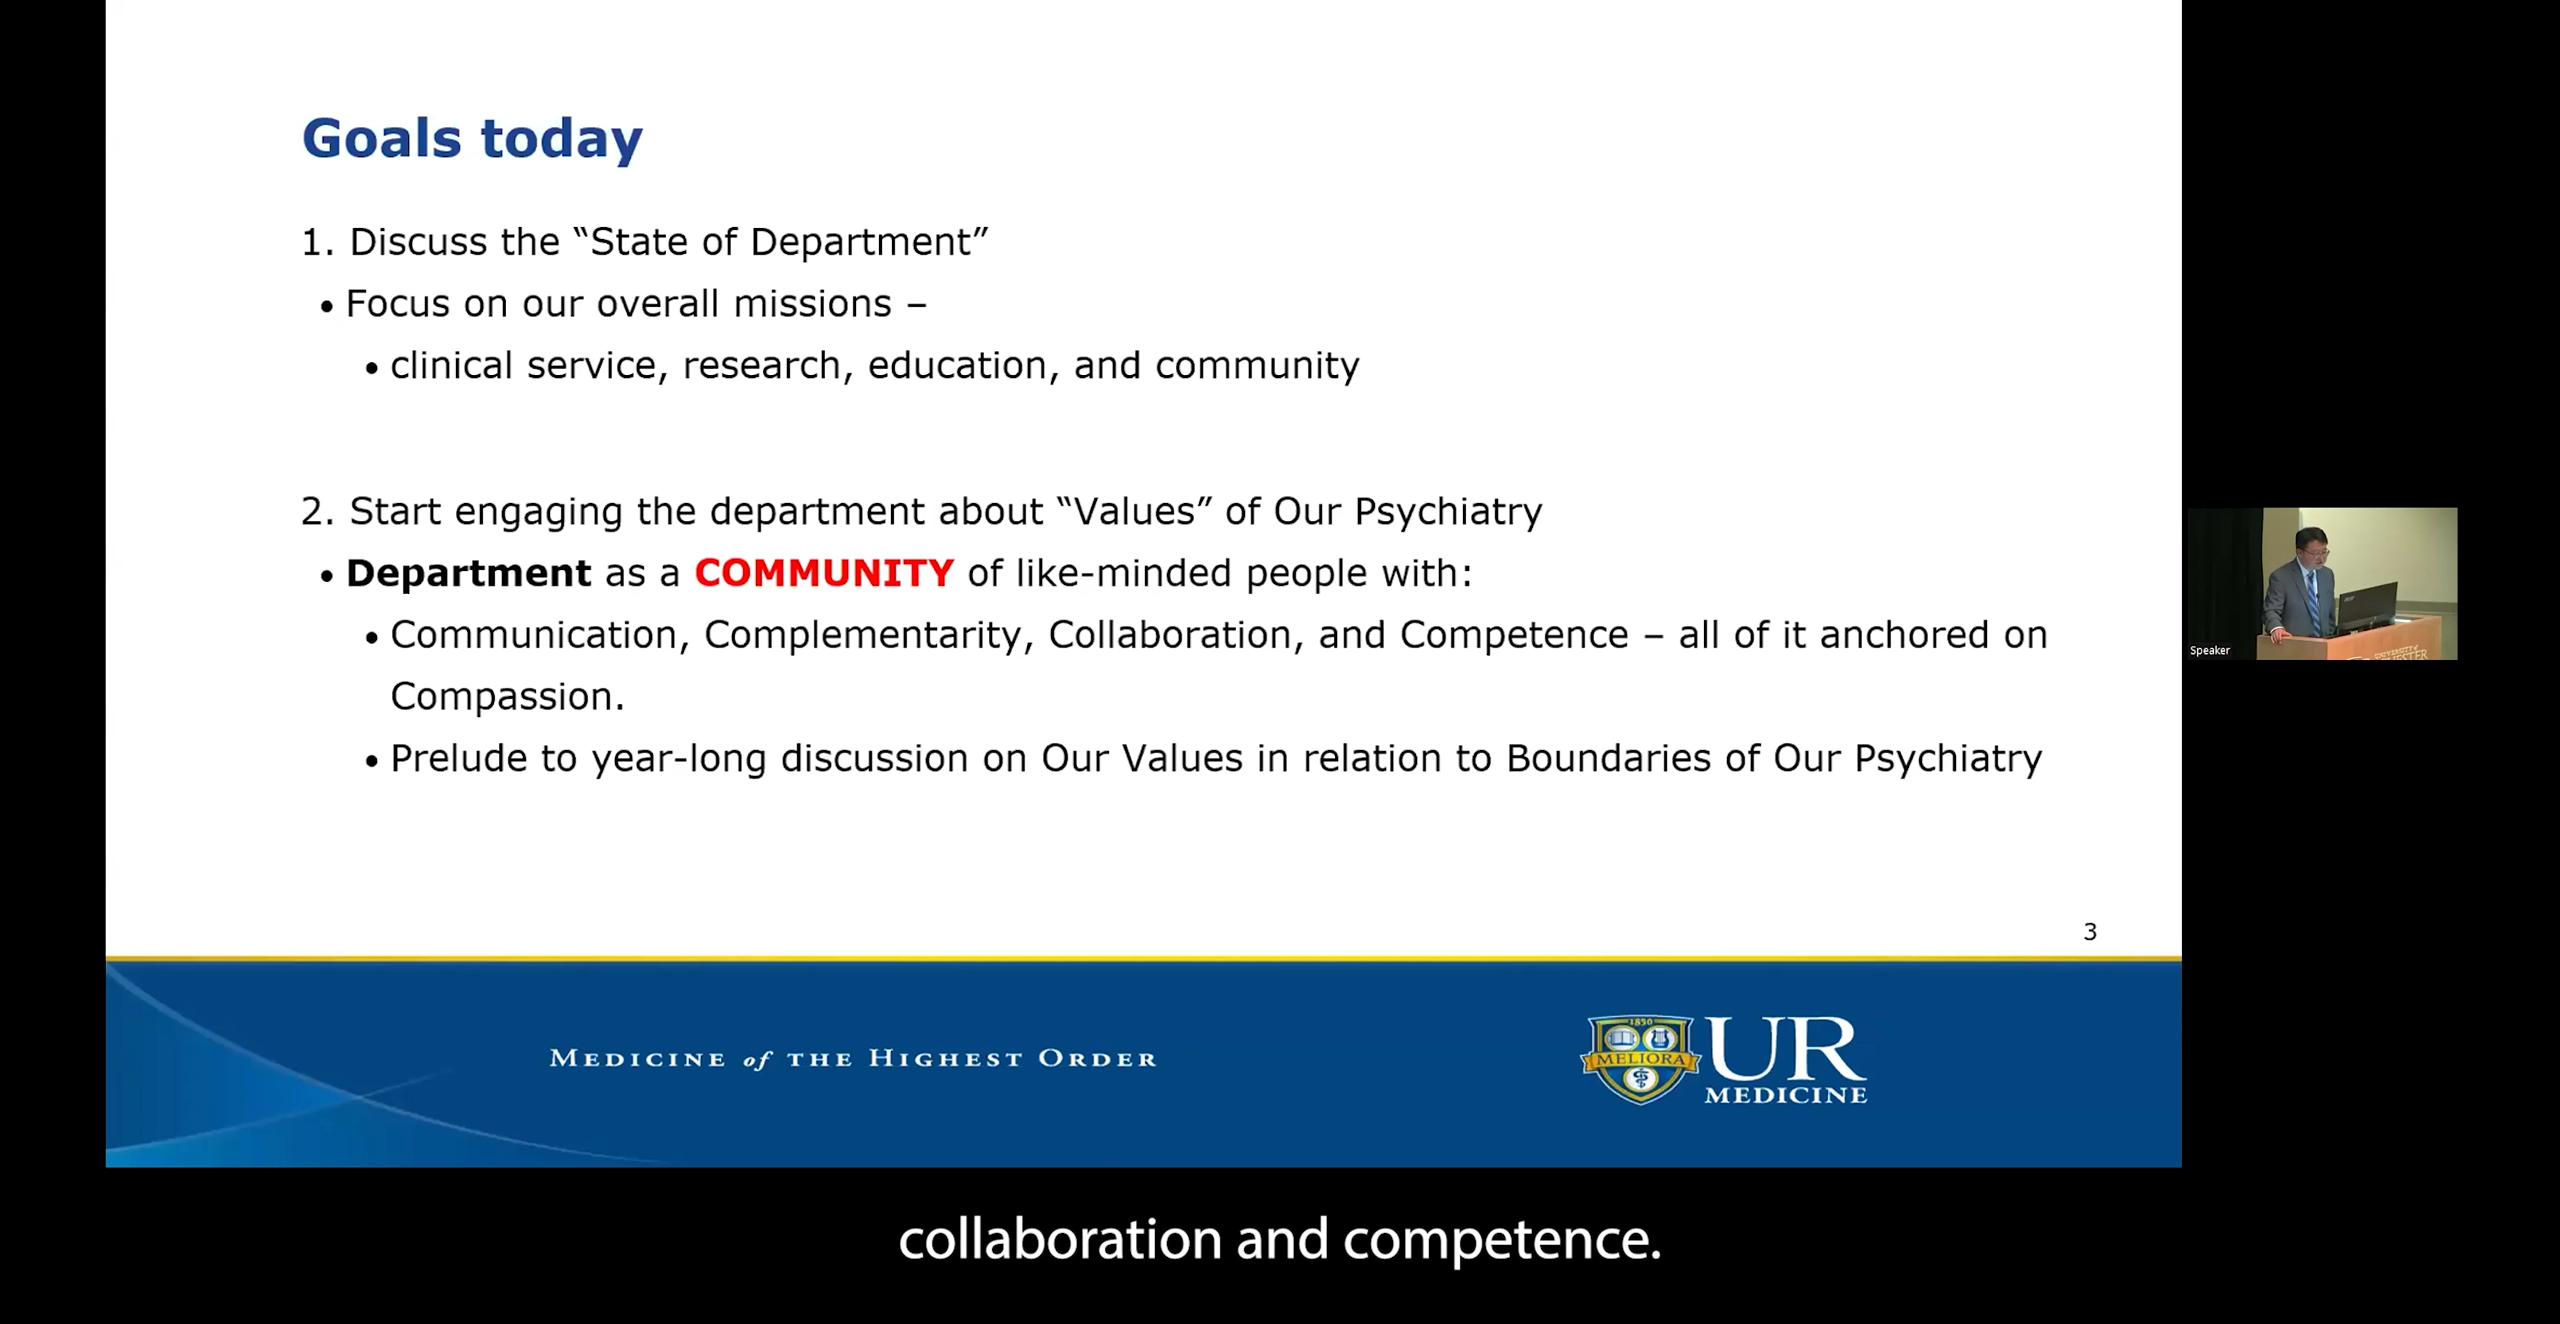 Goals today
1. Discuss the “State of Department”
• Focus on our overall missions –
• clinical service, research, education, and community
2. Start engaging the department about “Values” of Our Psychiatry
• Department as a COMMUNITY of like-minded people with:
• Communication, Complementarity, Collaboration, and Competence – all of it anchored on
Compassion.
• Prelude to year-long discussion on Our Values in relation to Boundaries of Our Psychiatry
3
MEDICINE of THE HIGHEST ORDER
1850
MELIORA
UR
MEDICINE
Speaker
collaboration and competence.